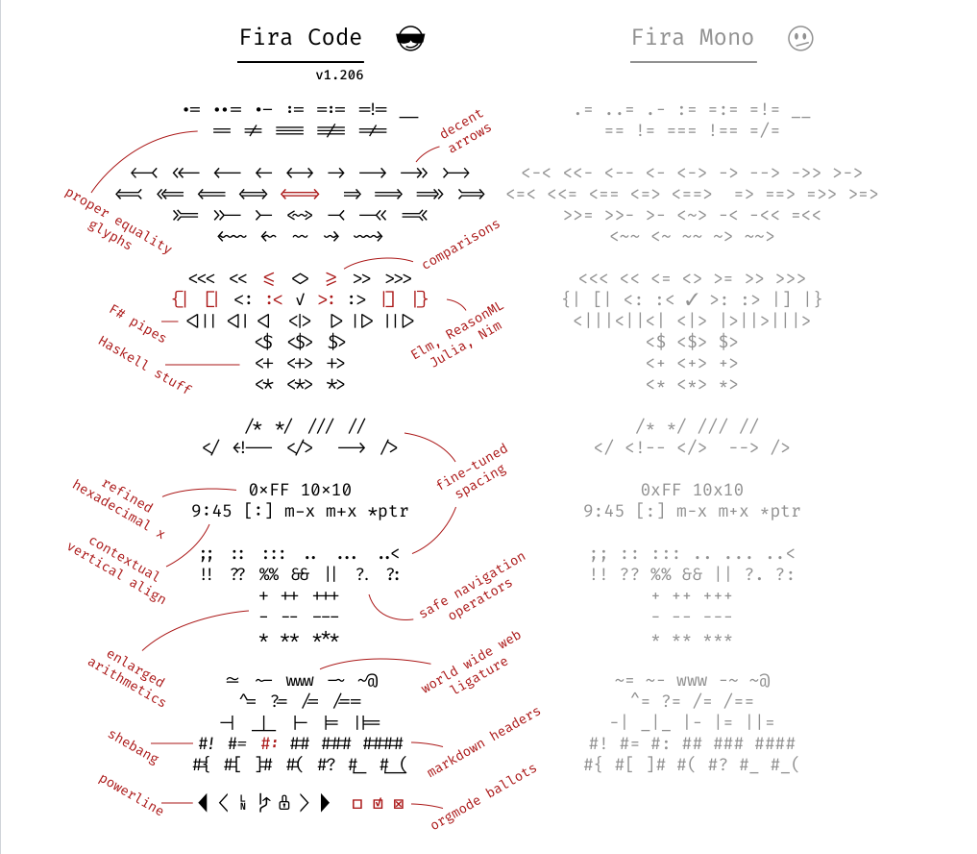 Fira Code 😎 Fira Mono 🫤
v1.206
.= ..= .- := =:= =!= __ .= ..= .- := =:= =!= __
== != === !== =/= == != === !== =/=
decent
arrows
<-< <<- <-- <- <-> -> --> ->> >-> <-< <<- <-- <- <-> -> --> ->> >->
<=< <<= <== <=> <==> => ==> =>> >=> <=< <<= <== <=> <==> => ==> =>> >=>
>>= >>- >- <~> -< -<< =<< >>= >>- >- <~> -< -<< =<<
<~~ <~ ~~ ~> ~~> <~~ <~ ~~ ~> ~~>
proper equality
glyphs
comparisons
<<< << <= <> >= >> >>> <<< << <= <> >= >> >>>
{| [| <: :< ✓ >: :> |] |} {| [| <: :< ✓ >: :> |] |}
<|| <| <| <|> |> |> ||> <|||<||<| <|> |>||>|||>
<$ <$> $> <$ <$> $>
<+ <+> +> <+ <+> +>
<* <*> *> <* <*> *>
F# pipes
Haskell stuff
Elm, ReasonML
Julia, Nim
/* */ /// // /* */ /// //
</ <!-- </> --> /> </ <!-- </> --> />
fine-tuned
spacing
refined
hexadecimal x
0×FF 10×10 0xFF 10x10
9:45 [:] m-x m+x *ptr 9:45 [:] m-x m+x *ptr
contextual
vertical align
;; :: ::: .. ... ..< ;; :: ::: .. ... ..<
!! ?? %% && || ?. ?: !! ?? %% && || ?. ?:
+ ++ +++ + ++ +++
- -- --- - -- ---
* ** *** * ** ***
safe navigation
operators
enlarged
arithmetics
world wide web
ligature
~= ~- www -~ ~@ ~= ~- www -~ ~@
^= ?= /= /== ^= ?= /= /==
-| _|_ |- |= ||= -| _|_ |- |= ||=
#! #= #: ## ### #### #! #= #: ## ### ####
#{ #[ ]# #( #? #_ #_( #{ #[ ]# #( #? #_ #_(
shebang
markdown headers
powerline
☐ ☑ ☒
orgmode ballots